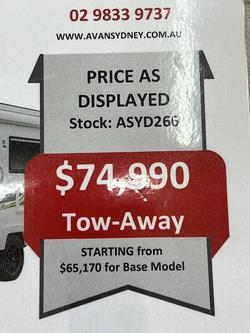 02 9833 9737
WWW.AVANSYDNEY.COM.AU
PRICE AS
DISPLAYED
Stock: ASYD266
$74,990
Tow-Away
STARTING from
$65,170 for Base Model